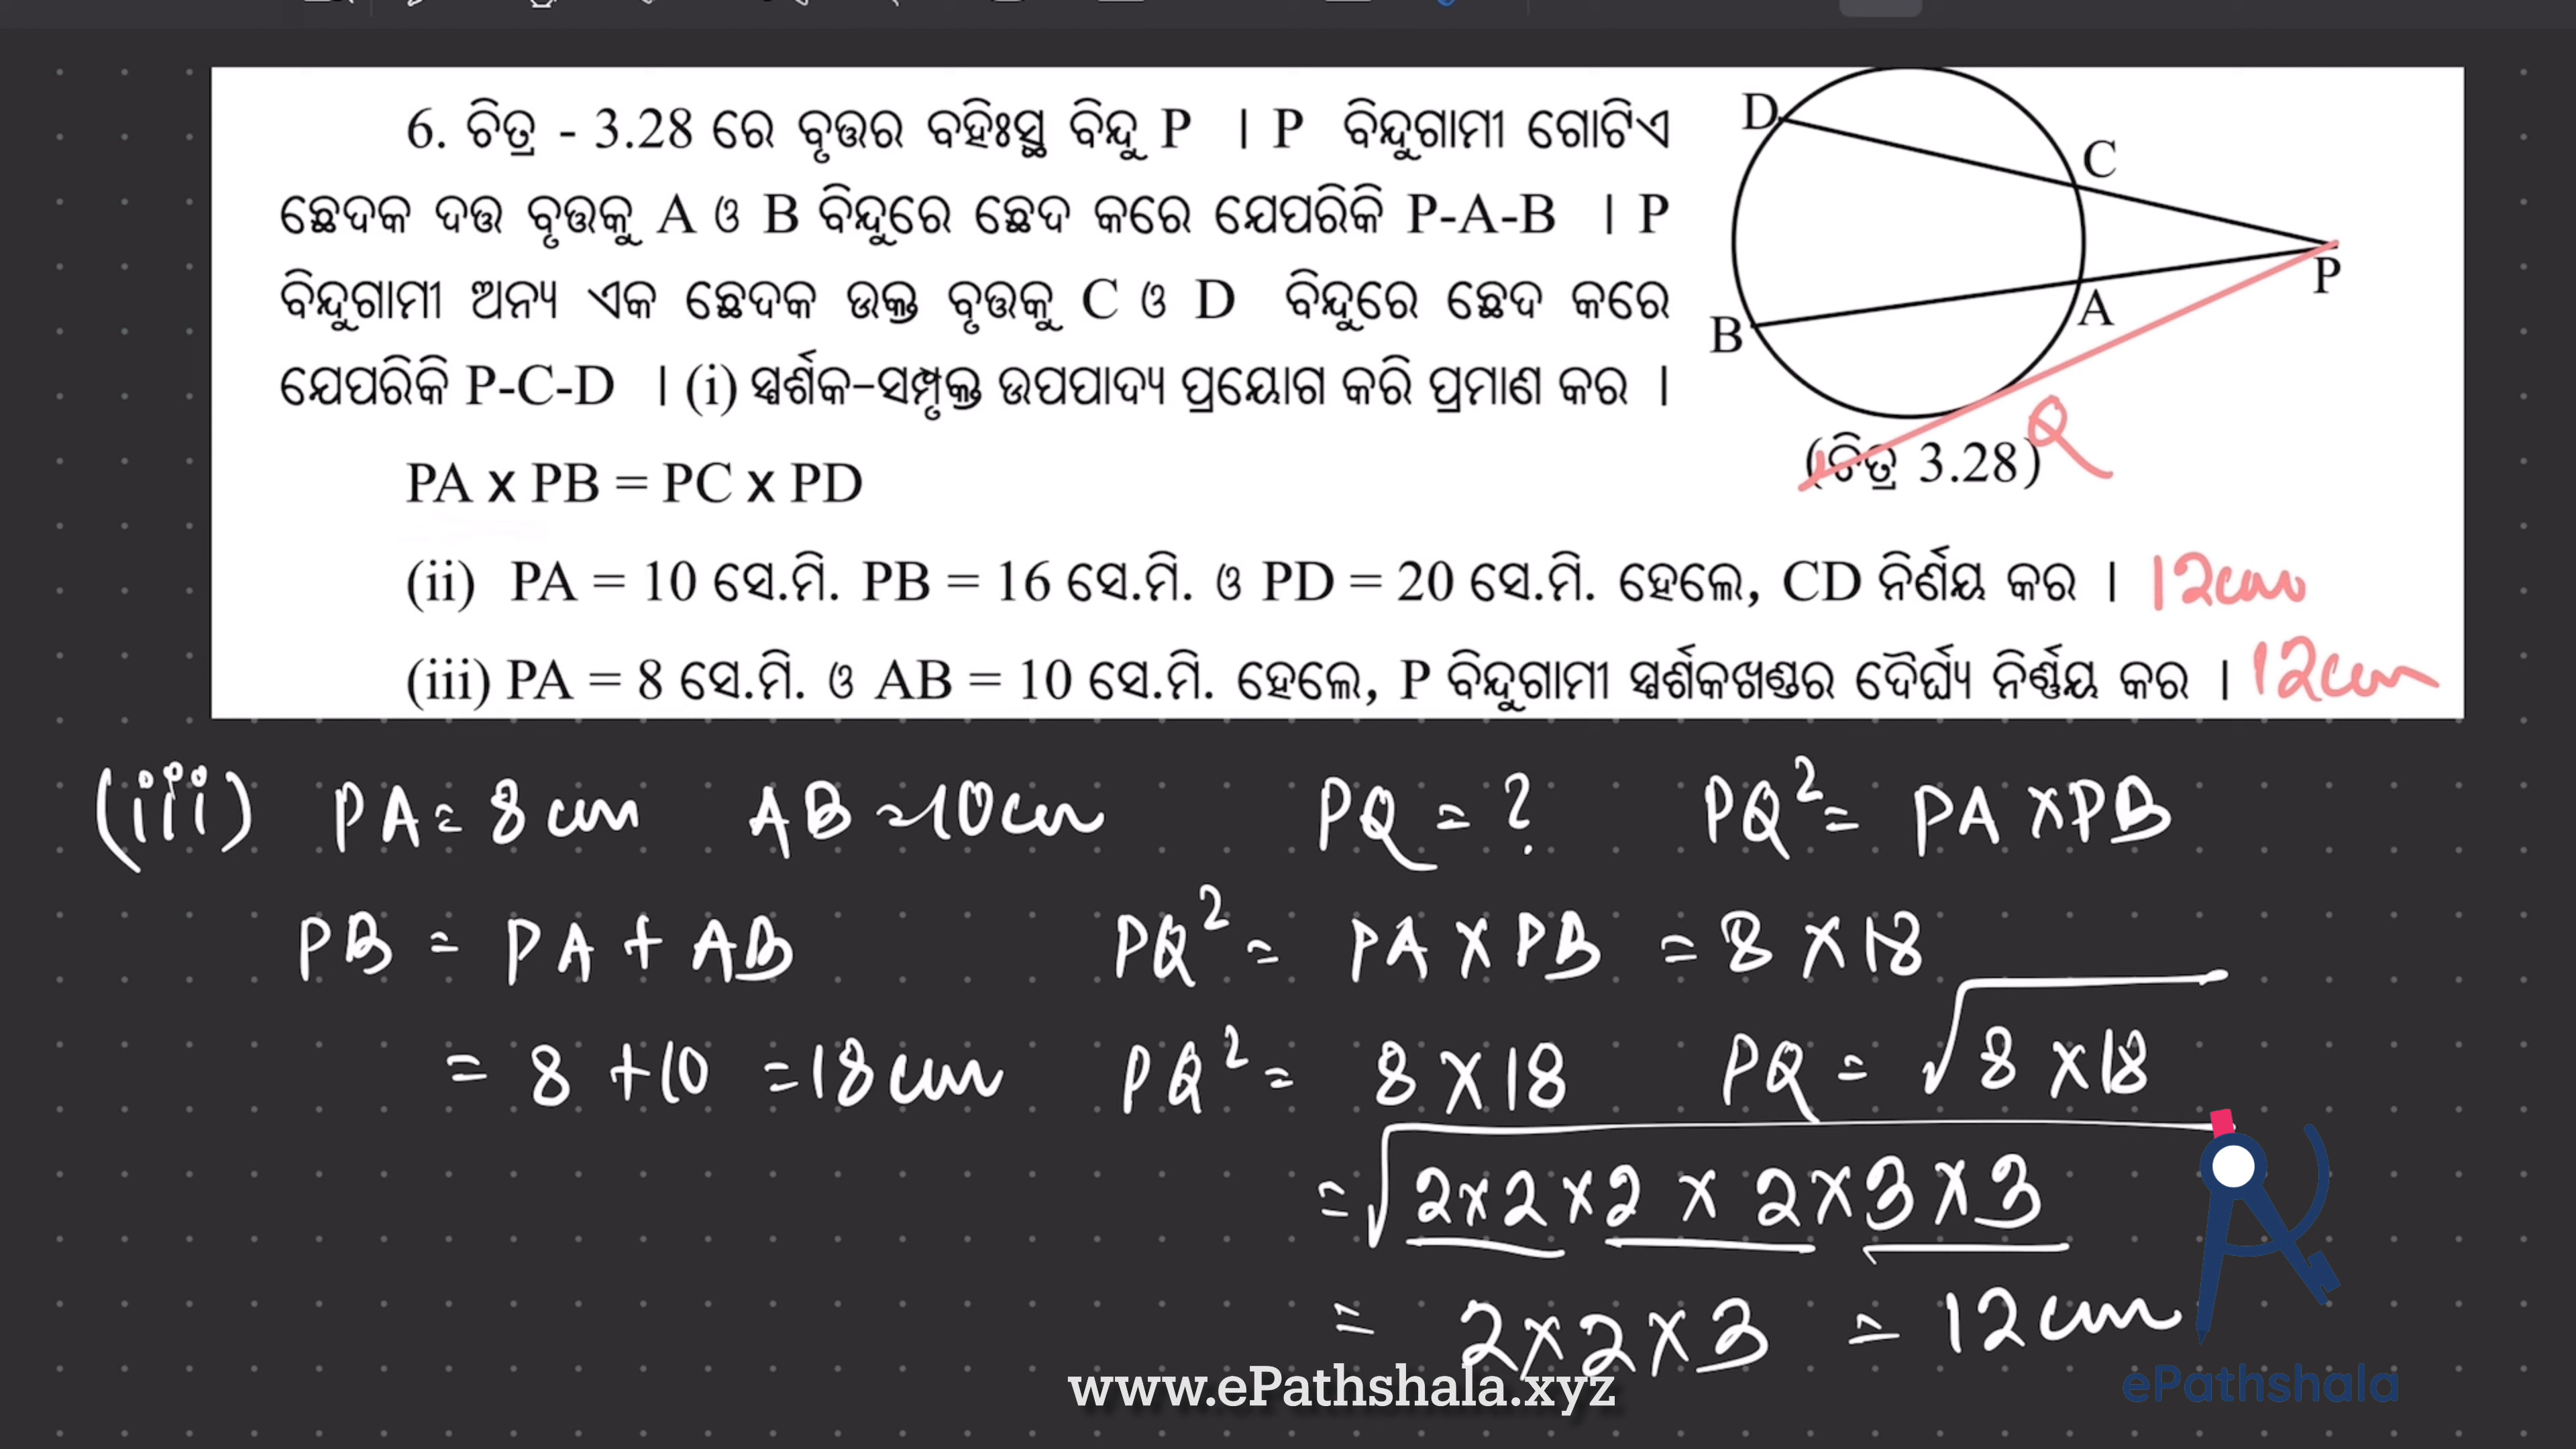 6. ଚିତ୍ର - 3.28 ରେ ବୃତ୍ତର ବହିଃସ୍ଥ ବିନ୍ଦୁ P । P ବିନ୍ଦୁଗାମୀ ଗୋଟିଏ
ଛେଦକ ଦତ୍ତ ବୃତ୍ତକୁ A ଓ B ବିନ୍ଦୁରେ ଛେଦ କରେ ଯେପରିକି P-A-B । P
ବିନ୍ଦୁଗାମୀ ଅନ୍ୟ ଏକ ଛେଦକ ଉକ୍ତ ବୃତ୍ତକୁ C ଓ D ବିନ୍ଦୁରେ ଛେଦ କରେ
ଯେପରିକି P-C-D । (i) ସ୍ପର୍ଶକ-ସମ୍ପୃକ୍ତ ଉପପାଦ୍ୟ ପ୍ରୟୋଗ କରି ପ୍ରମାଣ କର ।
PA x PB = PC x PD
D
C
P
A
B
Q
(ଚିତ୍ର 3.28)
(ii) PA = 10 ସେ.ମି. PB = 16 ସେ.ମି. ଓ PD = 20 ସେ.ମି. ହେଲେ, CD ନିର୍ଣୟ କର । 12cm
(iii) PA = 8 ସେ.ମି. ଓ AB = 10 ସେ.ମି. ହେଲେ, P ବିନ୍ଦୁଗାମୀ ସ୍ପର୍ଶକଖଣ୍ଡର ଦୈର୍ଘ୍ୟ ନିର୍ଣ୍ଣୟ କର । 12cm
(iii) PA = 8 cm AB = 10cm PQ = ? PQ² = PA × PB
PB = PA + AB PQ² = PA × PB = 8 × 18
= 8 + 10 = 18 cm PQ² = 8 × 18 PQ = √8 × 18
= √2×2×2×2×3×3
= 2×2×3 = 12 cm
www.ePathshala.xyz
ePathshala